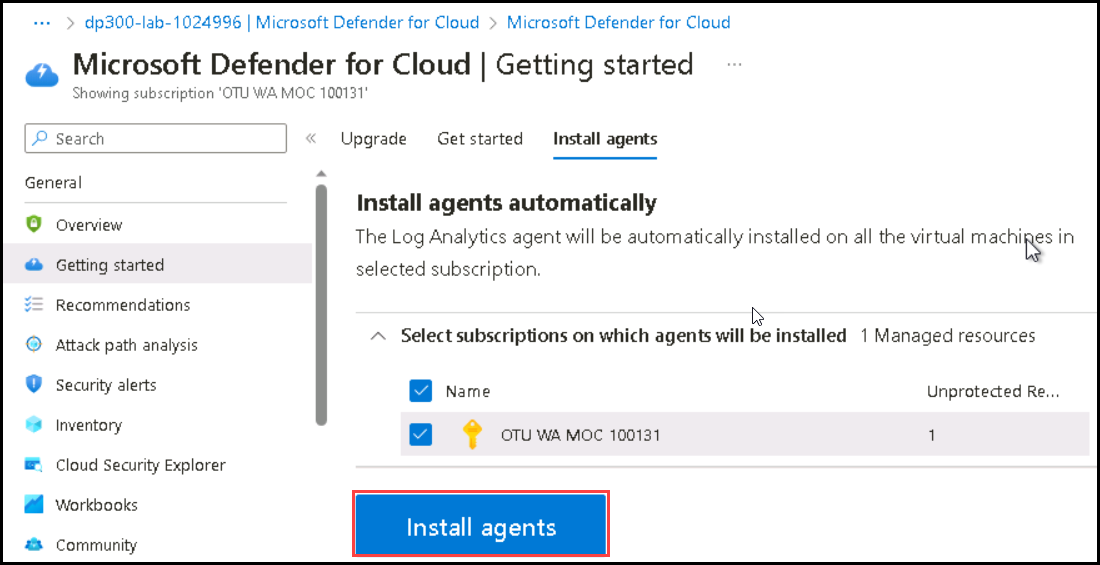 ... > dp300-lab-1024996 | Microsoft Defender for Cloud > Microsoft Defender for Cloud
Microsoft Defender for Cloud | Getting started ...
Showing subscription 'OTU WA MOC 100131'
Search «
Upgrade Get started Install agents
General
Overview
Getting started
Recommendations
Attack path analysis
Security alerts
Inventory
Cloud Security Explorer
Workbooks
Community
Install agents automatically
The Log Analytics agent will be automatically installed on all the virtual machines in
selected subscription.
Select subscriptions on which agents will be installed 1 Managed resources
Name Unprotected Re...
OTU WA MOC 100131 1
Install agents